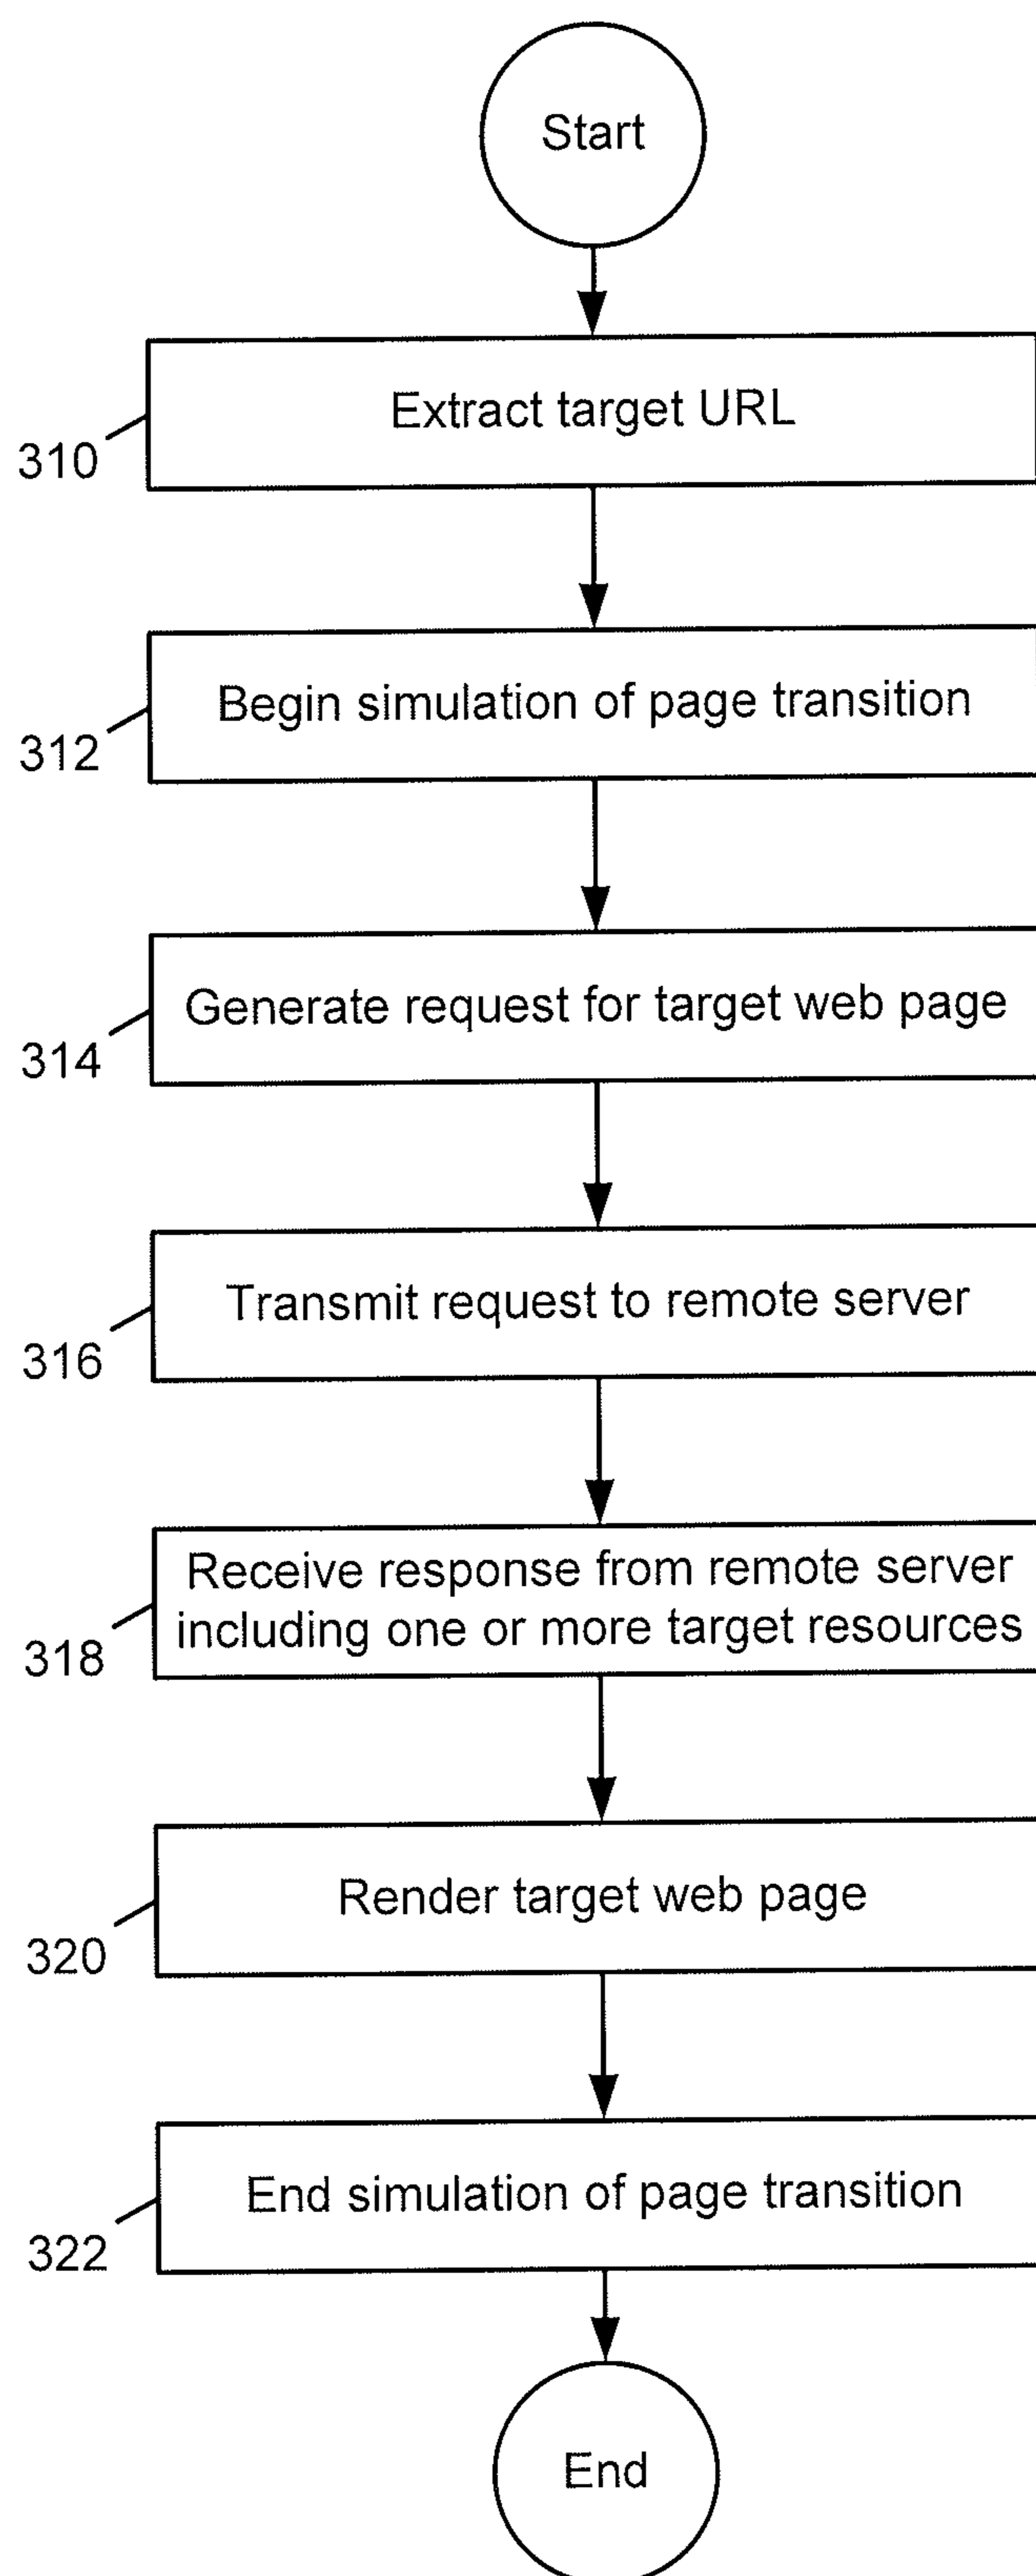 Start
Extract target URL
310
Begin simulation of page transition
312
Generate request for target web page
314
Transmit request to remote server
316
Receive response from remote server
including one or more target resources
318
Render target web page
320
End simulation of page transition
322
End